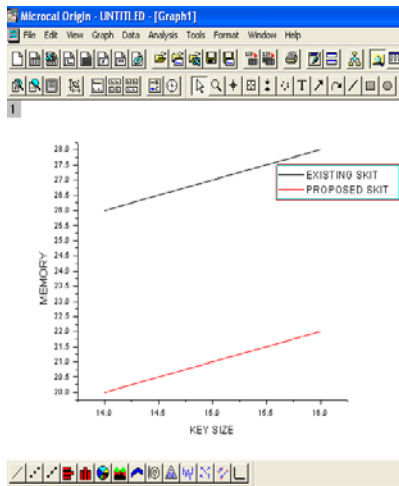 Microcal Origin - UNTITLED - [Graph1]
File Edit View Graph Data Analysis Tools Format Window Help
1
28.0
27.5
27.0
26.5
26.0
25.5
25.0
24.5
24.0
23.5
23.0
22.5
22.0
21.5
21.0
20.5
20.0
MEMORY
EXISTING SKIT
PROPOSED SKIT
14.0 14.5 15.0 15.5 16.0
KEY SIZE